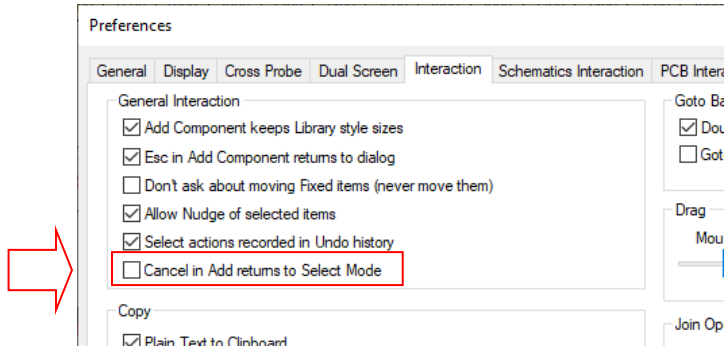 Preferences
General Display Cross Probe Dual Screen Interaction Schematics Interaction PCB Intera
General Interaction
Add Component keeps Library style sizes
Esc in Add Component returns to dialog
Don't ask about moving Fixed items (never move them)
Allow Nudge of selected items
Select actions recorded in Undo history
Cancel in Add returns to Select Mode
Copy
Plain Text to Clipboard
Goto Ba
Dou
Got
Drag
Mou
Join Op